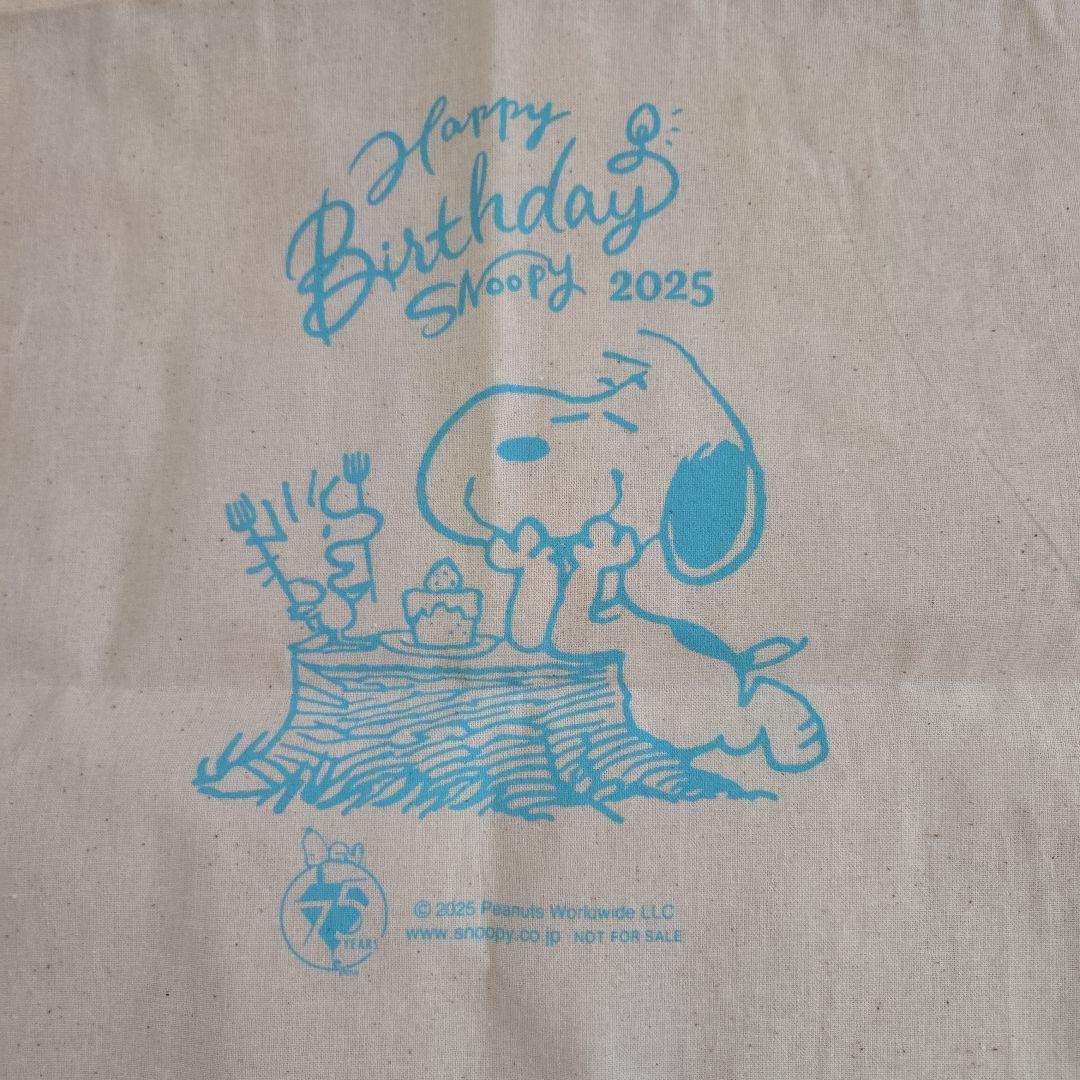 Happy
Birthday
SNOOPY 2025
75
YEARS
© 2025 Peanuts Worldwide LLC
www.snoopy.co.jp NOT FOR SALE